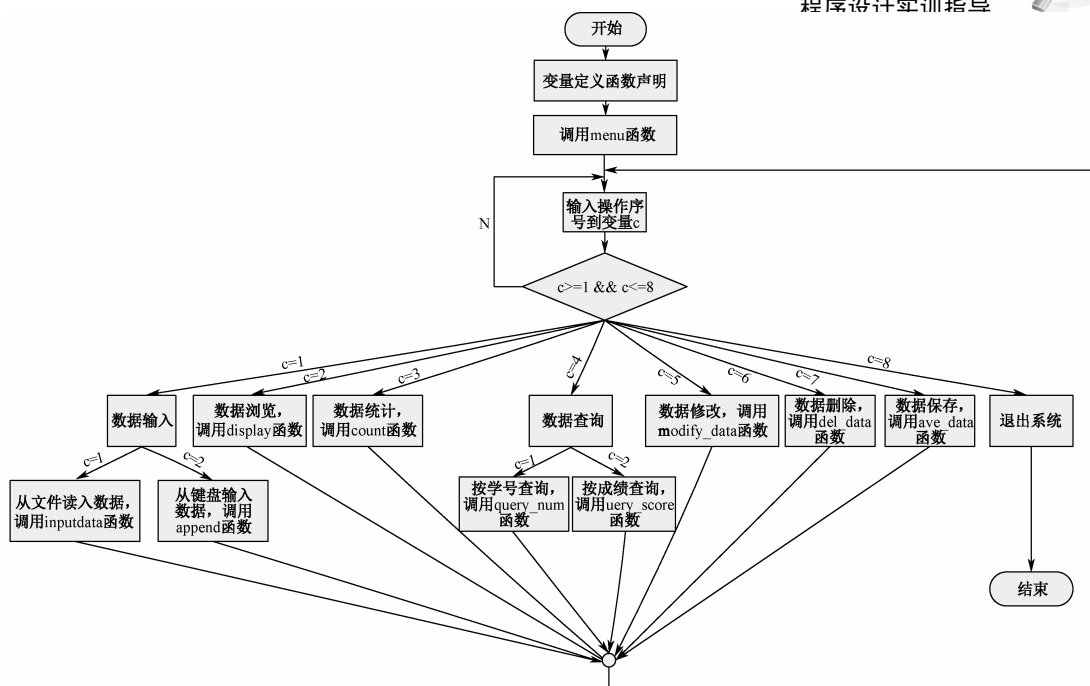 程序设计实训指导
开始
变量定义函数声明
调用menu函数
输入操作序
号到变量c
N
c>=1 && c<=8
c=1
c=2
c=3
c=4
c=5
c=6
c=7
c=8
数据输入
数据浏览,
调用display函数
数据统计,
调用count函数
数据查询
数据修改,调用
modify_data函数
数据删除,
调用del_data
函数
数据保存,
调用ave_data
函数
退出系统
c=1
c=2
c=1
c=2
从文件读入数据,
调用inputdata函数
从键盘输入
数据,调用
append函数
按学号查询,
调用query_num
函数
按成绩查询,
调用uery_score
函数
结束